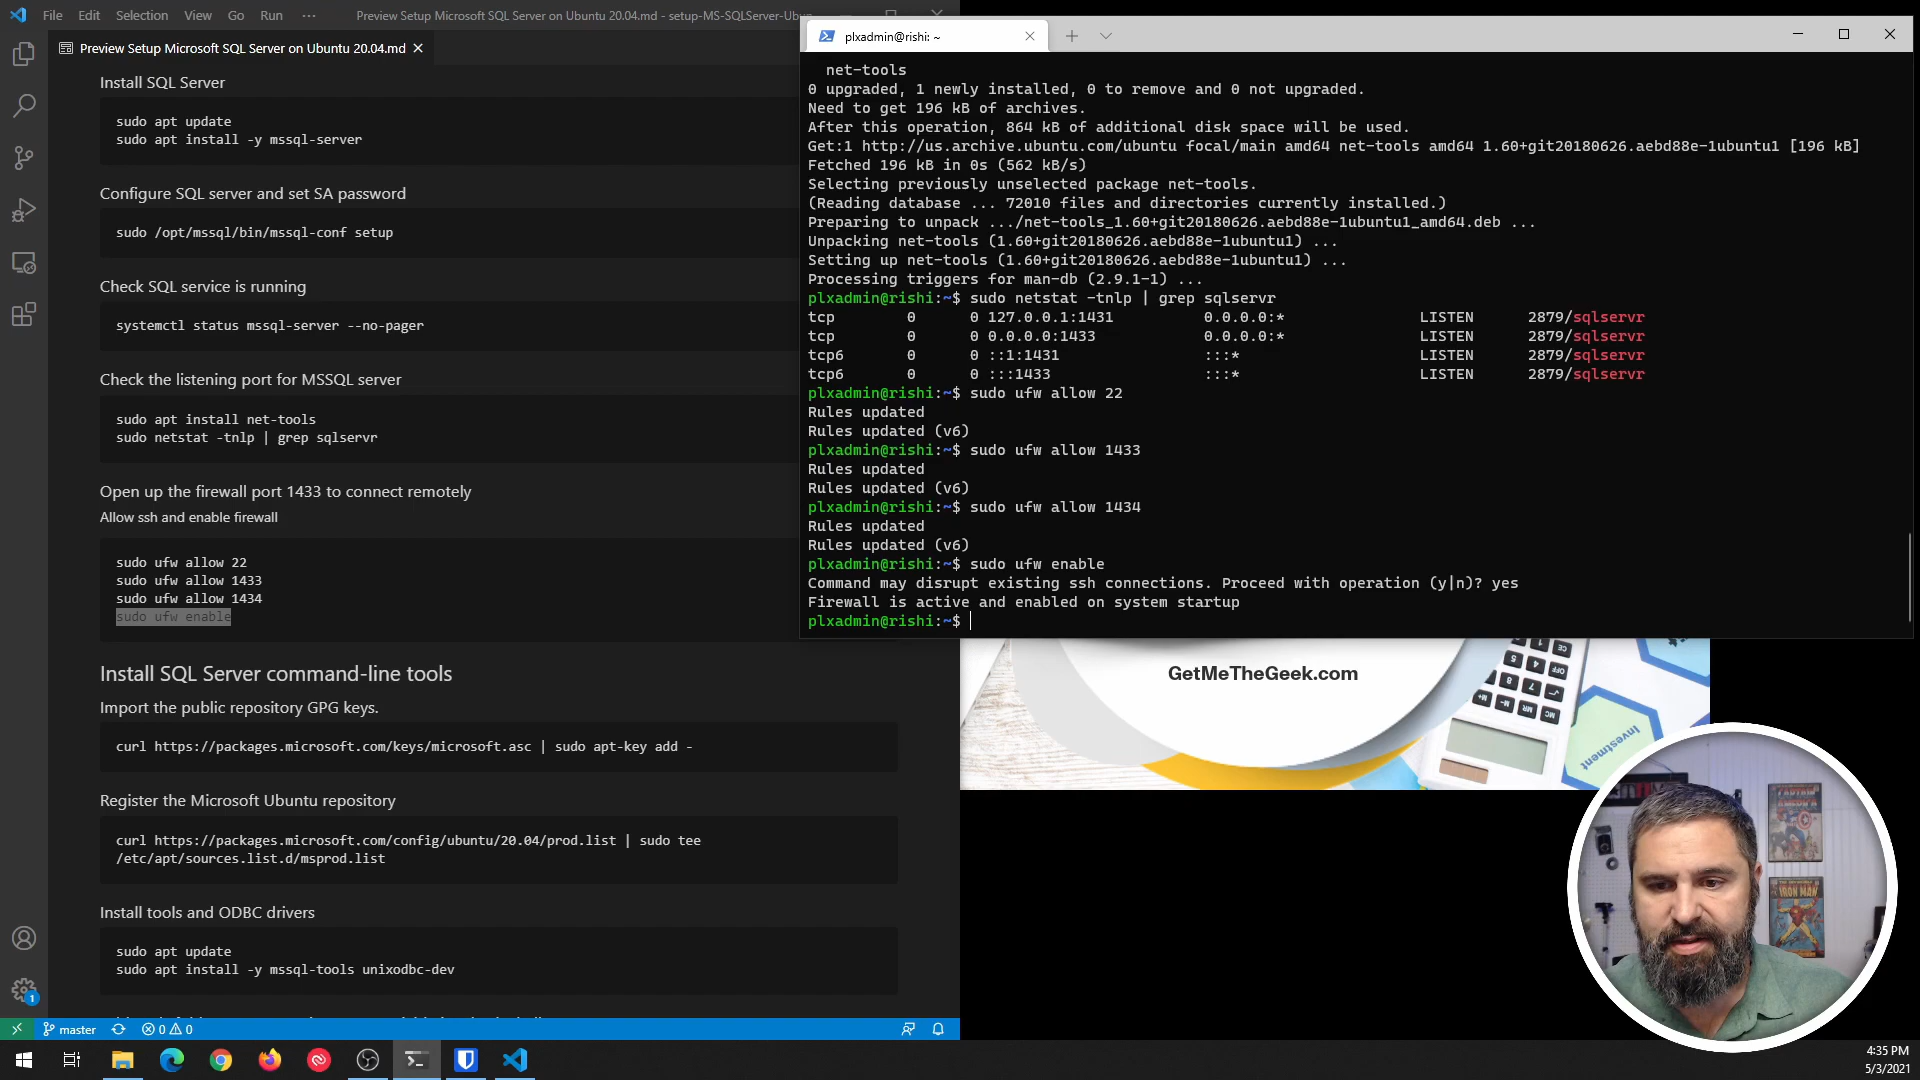 File Edit Selection View Go Run ··· Preview Setup Microsoft SQL Server on Ubuntu 20.04.md - setup-MS-SQLServer-Ubu
Preview Setup Microsoft SQL Server on Ubuntu 20.04.md
Install SQL Server
sudo apt update
sudo apt install -y mssql-server
Configure SQL server and set SA password
sudo /opt/mssql/bin/mssql-conf setup
Check SQL service is running
systemctl status mssql-server --no-pager
Check the listening port for MSSQL server
sudo apt install net-tools
sudo netstat -tnlp | grep sqlservr
Open up the firewall port 1433 to connect remotely
Allow ssh and enable firewall
sudo ufw allow 22
sudo ufw allow 1433
sudo ufw allow 1434
sudo ufw enable
Install SQL Server command-line tools
Import the public repository GPG keys.
curl https://packages.microsoft.com/keys/microsoft.asc | sudo apt-key add -
Register the Microsoft Ubuntu repository
curl https://packages.microsoft.com/config/ubuntu/20.04/prod.list | sudo tee
/etc/apt/sources.list.d/msprod.list
Install tools and ODBC drivers
sudo apt update
sudo apt install -y mssql-tools unixodbc-dev
1
master 0 0
plxadmin@rishi: ~
net-tools
0 upgraded, 1 newly installed, 0 to remove and 0 not upgraded.
Need to get 196 kB of archives.
After this operation, 864 kB of additional disk space will be used.
Get:1 http://us.archive.ubuntu.com/ubuntu focal/main amd64 net-tools amd64 1.60+git20180626.aebd88e-1ubuntu1 [196 kB]
Fetched 196 kB in 0s (562 kB/s)
Selecting previously unselected package net-tools.
(Reading database ... 72010 files and directories currently installed.)
Preparing to unpack .../net-tools_1.60+git20180626.aebd88e-1ubuntu1_amd64.deb ...
Unpacking net-tools (1.60+git20180626.aebd88e-1ubuntu1) ...
Setting up net-tools (1.60+git20180626.aebd88e-1ubuntu1) ...
Processing triggers for man-db (2.9.1-1) ...
plxadmin@rishi:~$ sudo netstat -tnlp | grep sqlservr
tcp 0 0 127.0.0.1:1431 0.0.0.0:* LISTEN 2879/sqlservr
tcp 0 0 0.0.0.0:1433 0.0.0.0:* LISTEN 2879/sqlservr
tcp6 0 0 ::1:1431 :::* LISTEN 2879/sqlservr
tcp6 0 0 :::1433 :::* LISTEN 2879/sqlservr
plxadmin@rishi:~$ sudo ufw allow 22
Rules updated
Rules updated (v6)
plxadmin@rishi:~$ sudo ufw allow 1433
Rules updated
Rules updated (v6)
plxadmin@rishi:~$ sudo ufw allow 1434
Rules updated
Rules updated (v6)
plxadmin@rishi:~$ sudo ufw enable
Command may disrupt existing ssh connections. Proceed with operation (y|n)? yes
Firewall is active and enabled on system startup
plxadmin@rishi:~$
GetMeTheGeek.com
Investment
IRON MAN
4:35 PM
5/3/2021